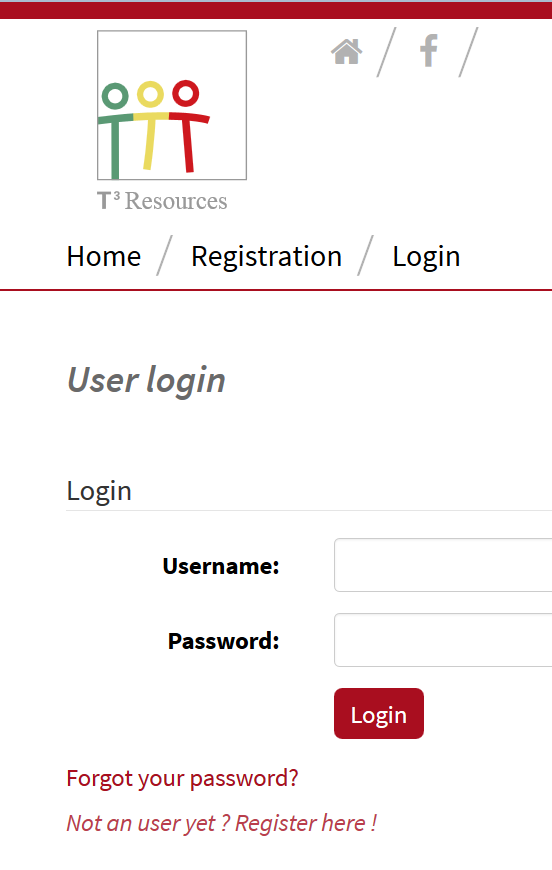 T³ Resources
Home / Registration / Login
User login
Login
Username:
Password:
Login
Forgot your password?
Not an user yet ? Register here !